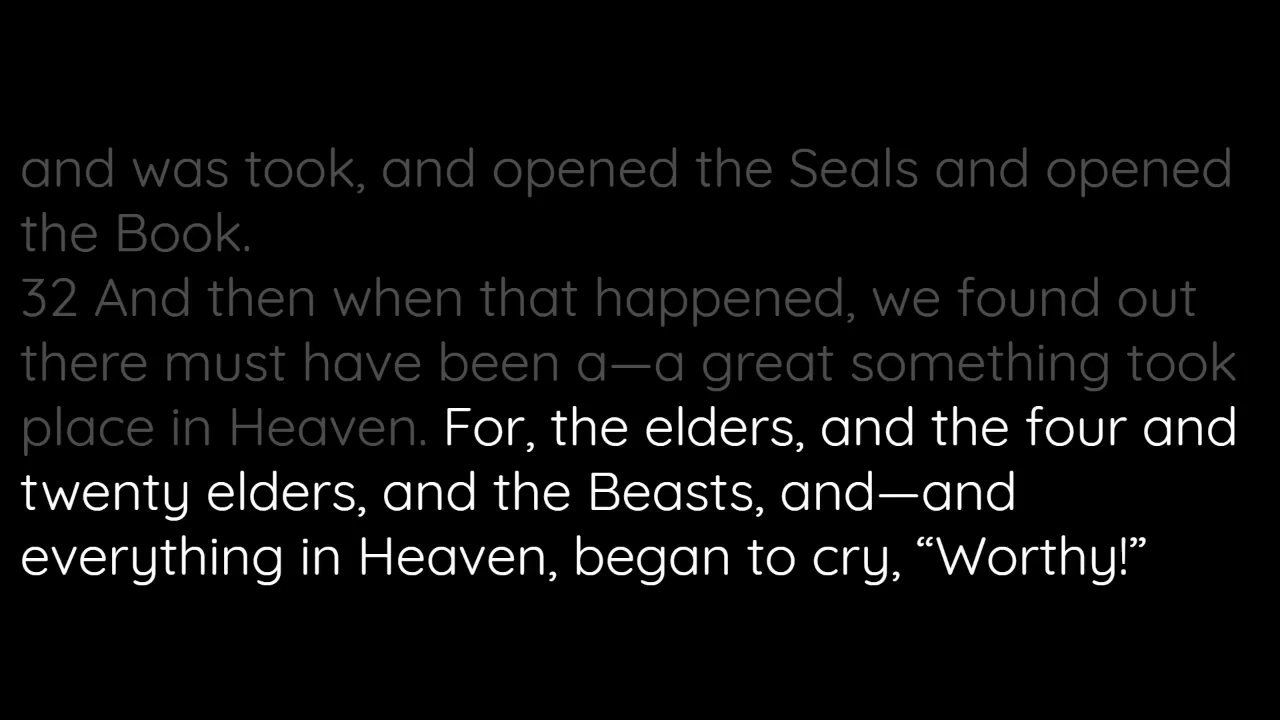 and was took, and opened the Seals and opened
the Book.
32 And then when that happened, we found out
there must have been a—a great something took
place in Heaven. For, the elders, and the four and
twenty elders, and the Beasts, and—and
everything in Heaven, began to cry, “Worthy!”